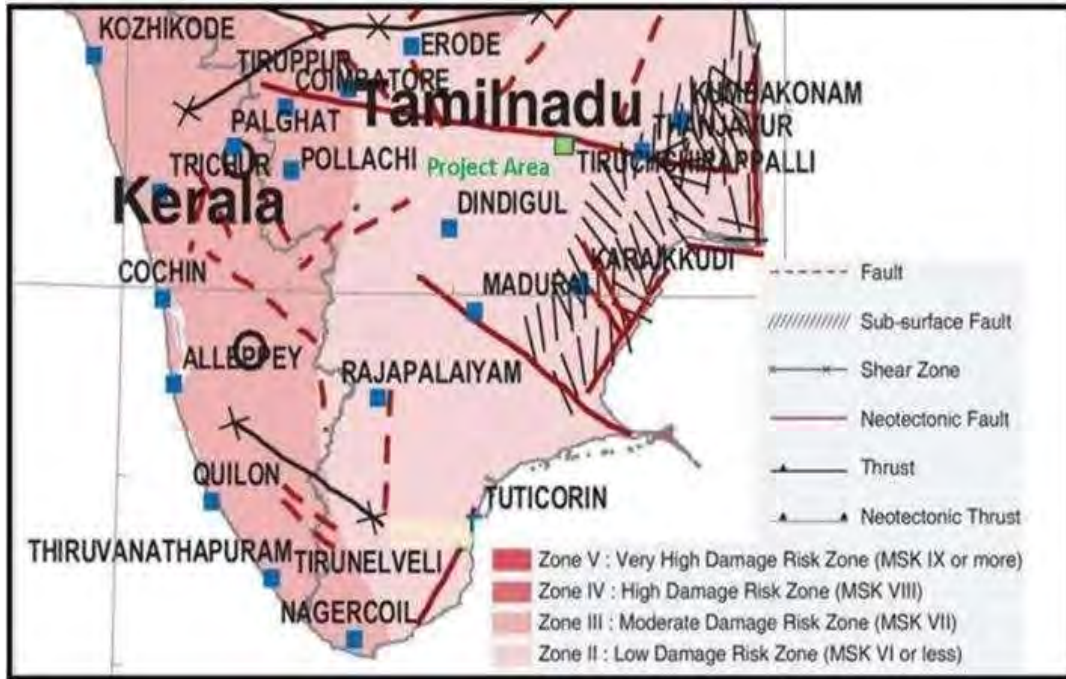 KOZHIKODE
ERODE
TIRUPPUR
COIMBATORE
Tamilnadu
KUMBAKONAM
THANJAVUR
PALGHAT
TRICHUR
POLLACHI
Project Area
TIRUCHCHIRAPPALLI
Kerala
DINDIGUL
KARAIKKUDI
COCHIN
MADURAI
ALLEPPEY
RAJAPALAIYAM
QUILON
TUTICORIN
THIRUVANATHAPURAM
TIRUNELVELI
NAGERCOIL
Fault
Sub-surface Fault
Shear Zone
Neotectonic Fault
Thrust
Neotectonic Thrust
Zone V : Very High Damage Risk Zone (MSK IX or more)
Zone IV : High Damage Risk Zone (MSK VIII)
Zone III : Moderate Damage Risk Zone (MSK VII)
Zone II : Low Damage Risk Zone (MSK VI or less)